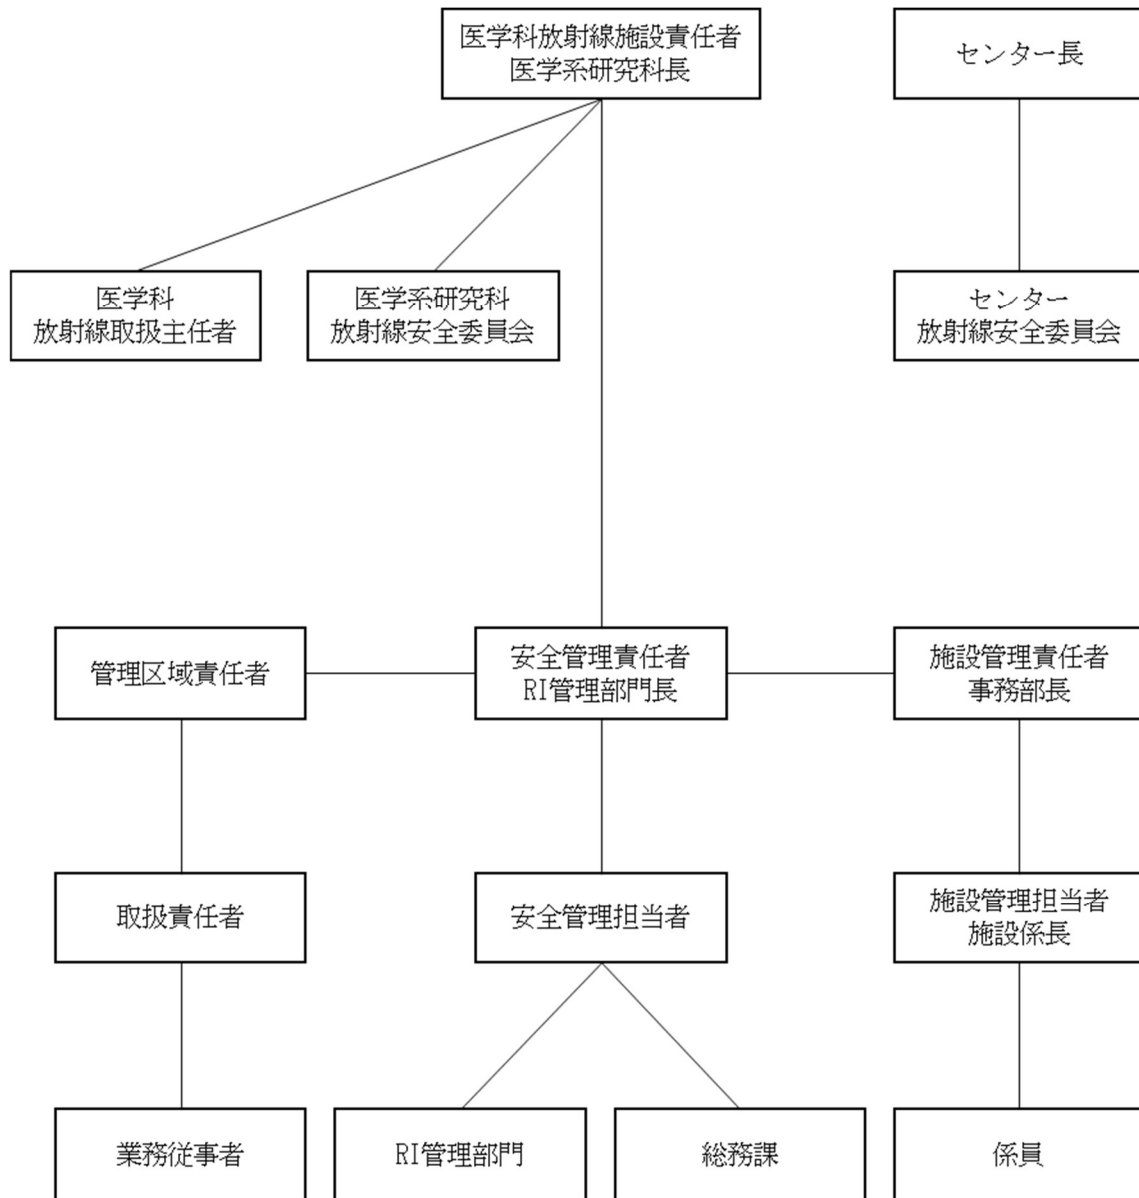 医学科放射線施設責任者
医学系研究科長
センター長
医学科
放射線取扱主任者
医学系研究科
放射線安全委員会
センター
放射線安全委員会
管理区域責任者
安全管理責任者
RI管理部門長
施設管理責任者
事務部長
取扱責任者
安全管理担当者
施設管理担当者
施設係長
業務従事者
RI管理部門
総務課
係員